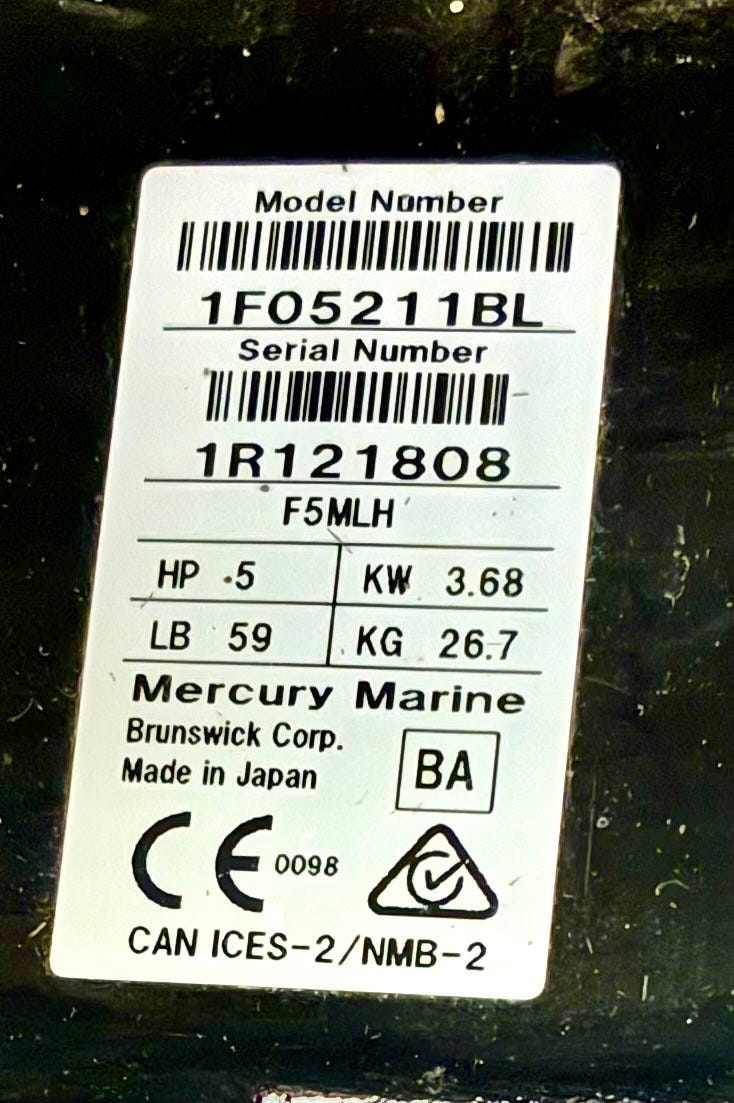 Model Number
1F05211BL
Serial Number
1R121808
F5MLH
HP 5 KW 3.68
LB 59 KG 26.7
Mercury Marine
Brunswick Corp.
Made in Japan
BA
CE 0098
CAN ICES-2/NMB-2